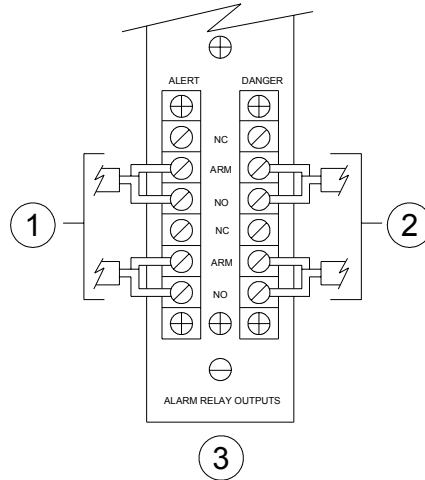 ALERT DANGER
NC
ARM
NO
NC
ARM
NO
1
2
ALARM RELAY OUTPUTS
3